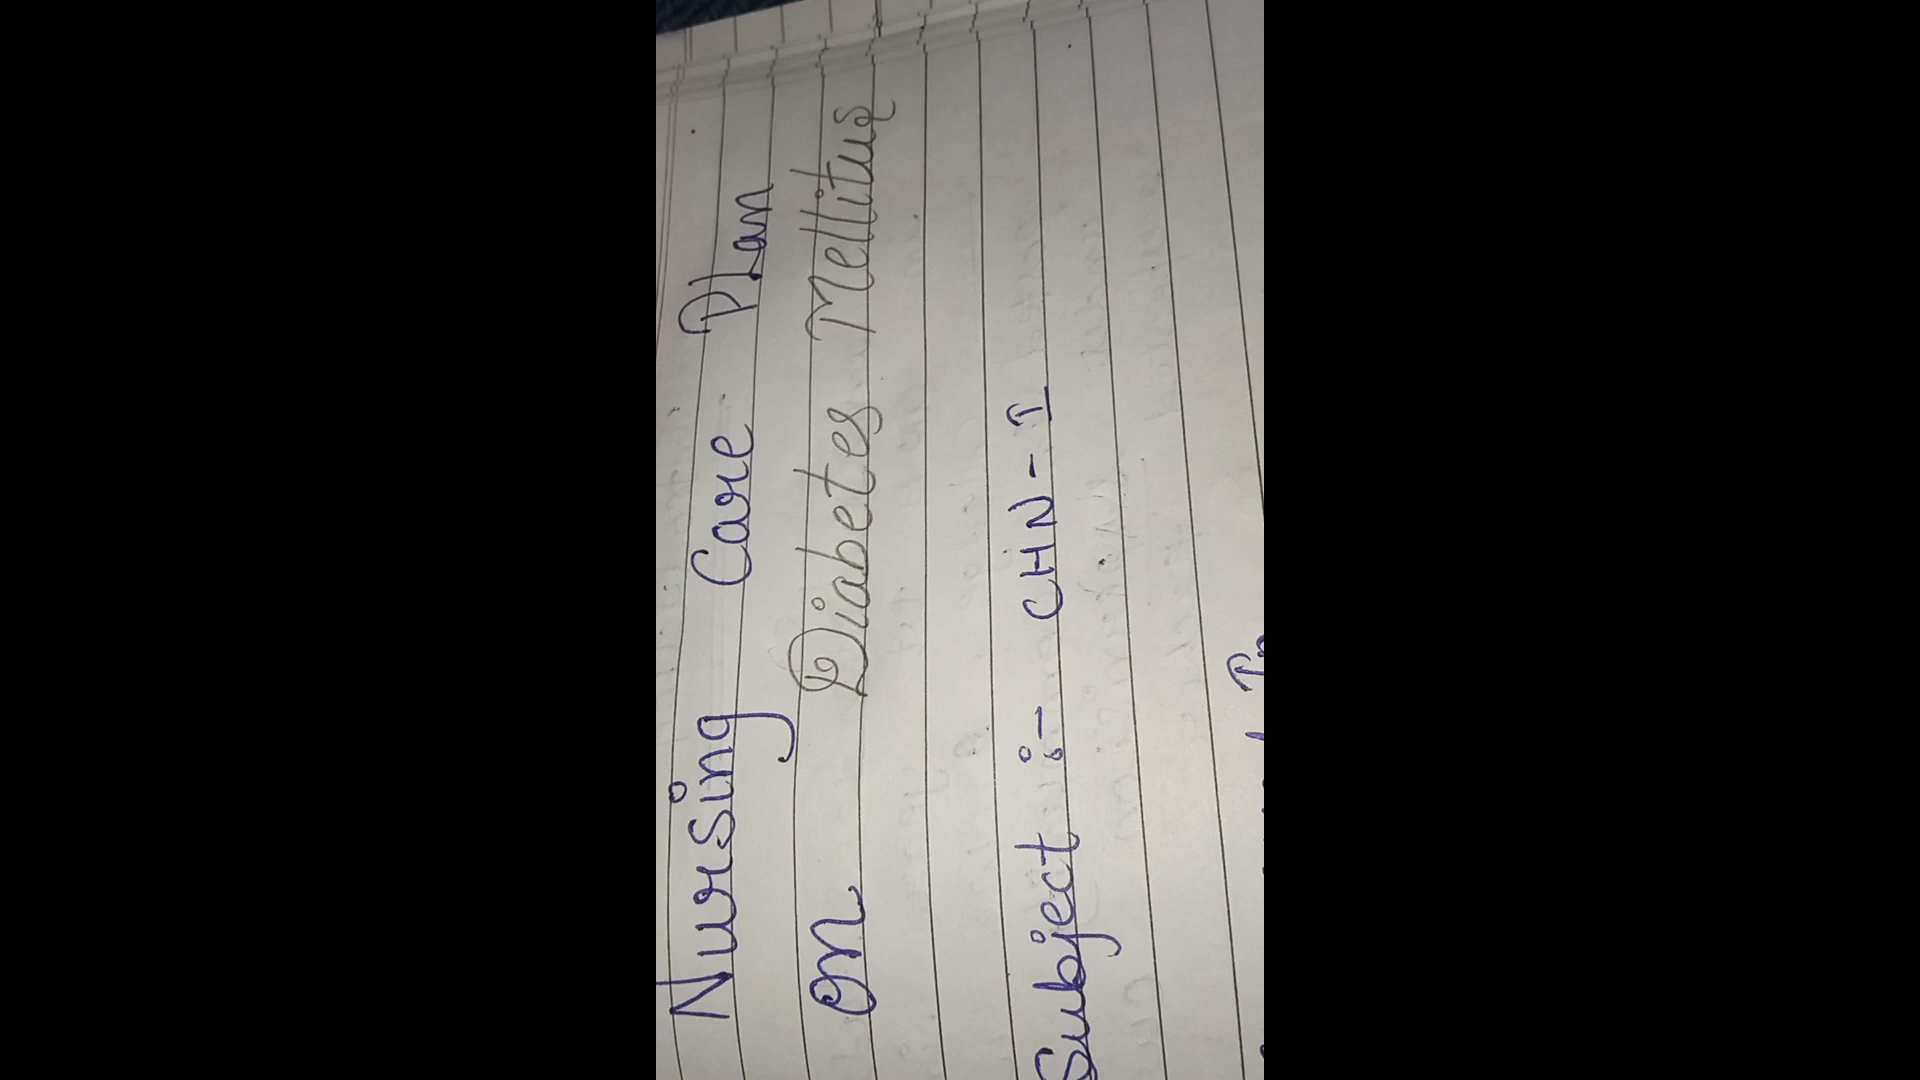 Nursing Care Plan
on Diabetes Mellitus
Subject :- CHN - I